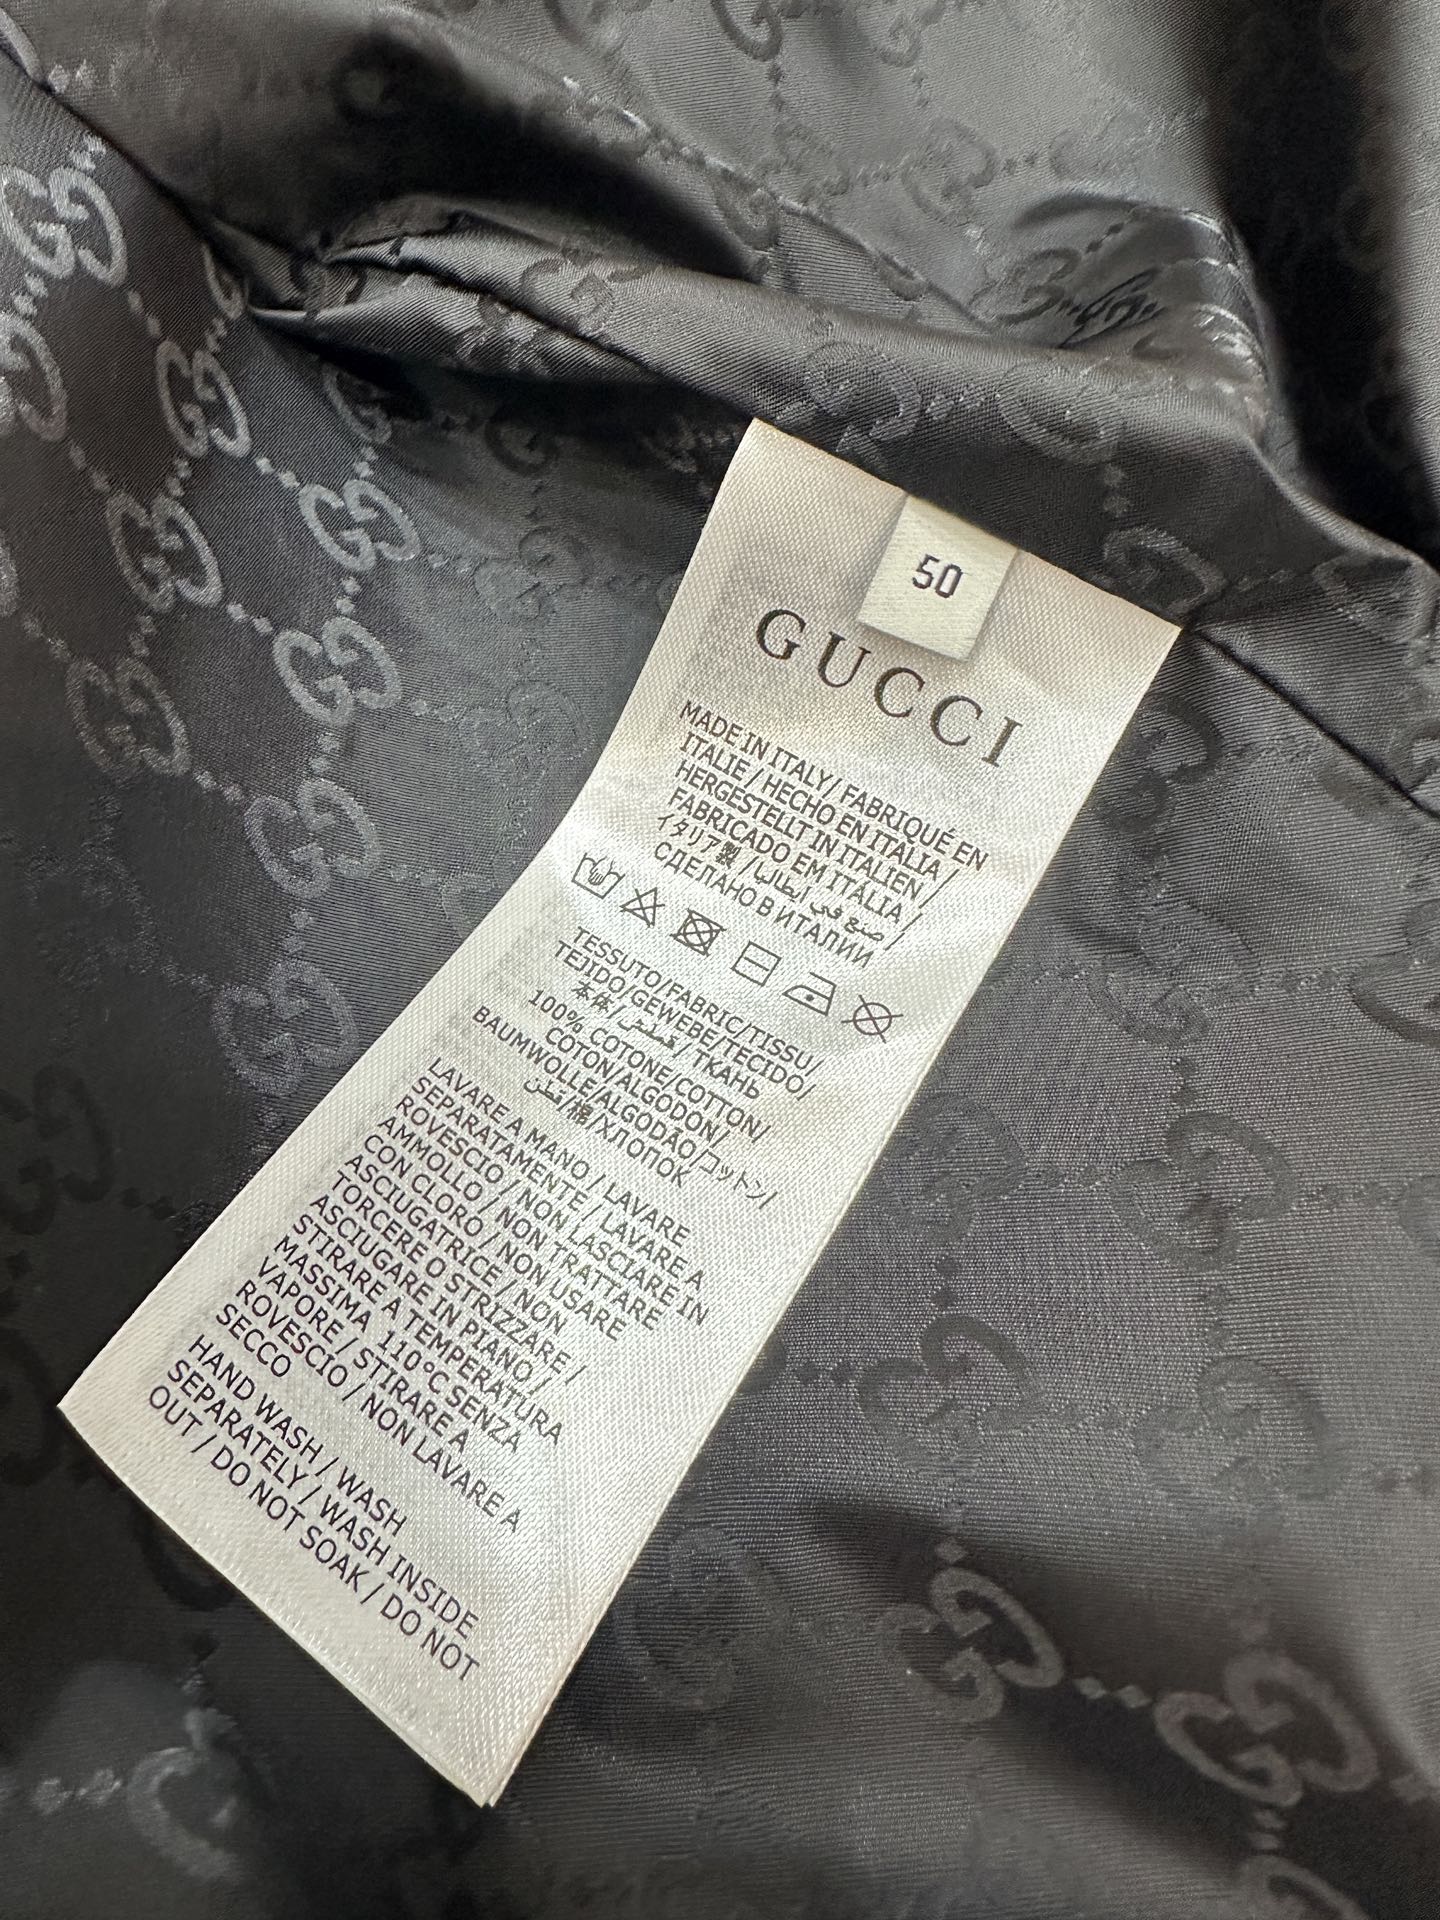 50
GUCCI
MADE IN ITALY/ FABRIQUÉ EN
ITALIE / HECHO EN ITALIA /
HERGESTELLT IN ITALIEN /
FABRICADO EM ITÁLIA /
イタリア製 / صنع في إيطاليا /
СДЕЛАНО В ИТАЛИИ
TESSUTO/FABRIC/TISSU/
TEJIDO/GEWEBE/TECIDO/
本体/قماش/ТКАНЬ
100% COTONE/COTTON/
COTON/ALGODON/
BAUMWOLLE/ALGODÃO/コットン/
قطن/棉/ХЛОПОК
LAVARE A MANO / LAVARE
SEPARATAMENTE / LAVARE A
ROVESCIO / NON LASCIARE IN
AMMOLLO / NON TRATTARE
CON CLORO / NON USARE
ASCIUGATRICE / NON
TORCERE O STRIZZARE /
ASCIUGARE IN PIANO /
STIRARE A TEMPERATURA
MASSIMA 110°C SENZA
VAPORE / STIRARE A
ROVESCIO / NON LAVARE A
SECCO
HAND WASH / WASH
SEPARATELY / WASH INSIDE
OUT / DO NOT SOAK / DO NOT